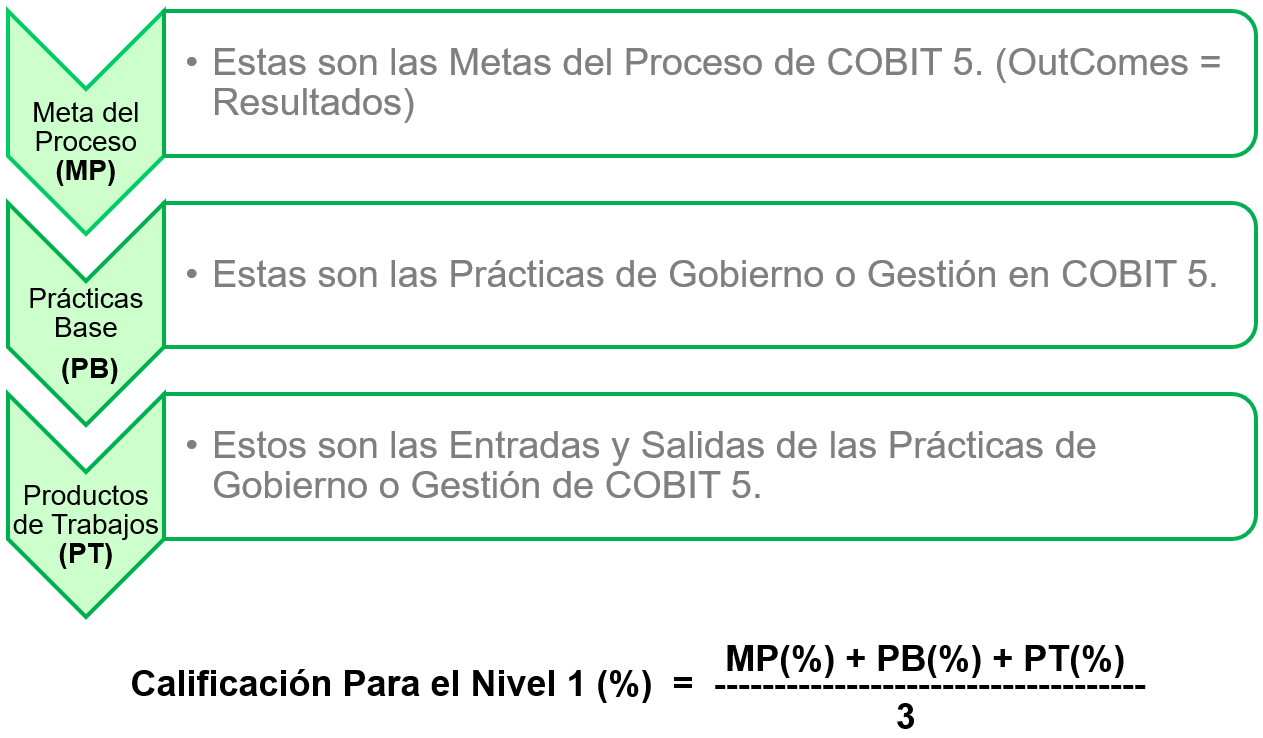 Meta del
Proceso
(MP)
• Estas son las Metas del Proceso de COBIT 5. (OutComes =
Resultados)
Prácticas
Base
(PB)
• Estas son las Prácticas de Gobierno o Gestión en COBIT 5.
Productos
de Trabajos
(PT)
• Estos son las Entradas y Salidas de las Prácticas de
Gobierno o Gestión de COBIT 5.
MP(%) + PB(%) + PT(%)
Calificación Para el Nivel 1 (%) = ------------------------------------
3